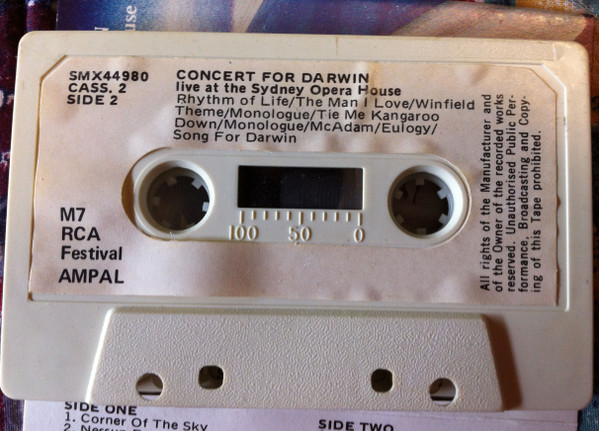 use
SMX44980
CASS. 2
SIDE 2
CONCERT FOR DARWIN
live at the Sydney Opera House
Rhythm of Life/The Man I Love/Winfield
Theme/Monologue/Tie Me Kangaroo
Down/Monologue/McAdam/Eulogy/
Song For Darwin
M7
RCA
Festival
AMPAL
100 50 0
All rights of the Manufacturer and
of the Owner of the recorded works
reserved. Unauthorised Public Per-
formance. Broadcasting and Copy-
ing of this Tape prohibited.
SIDE ONE
1. Corner Of The Sky
2.
SIDE TWO